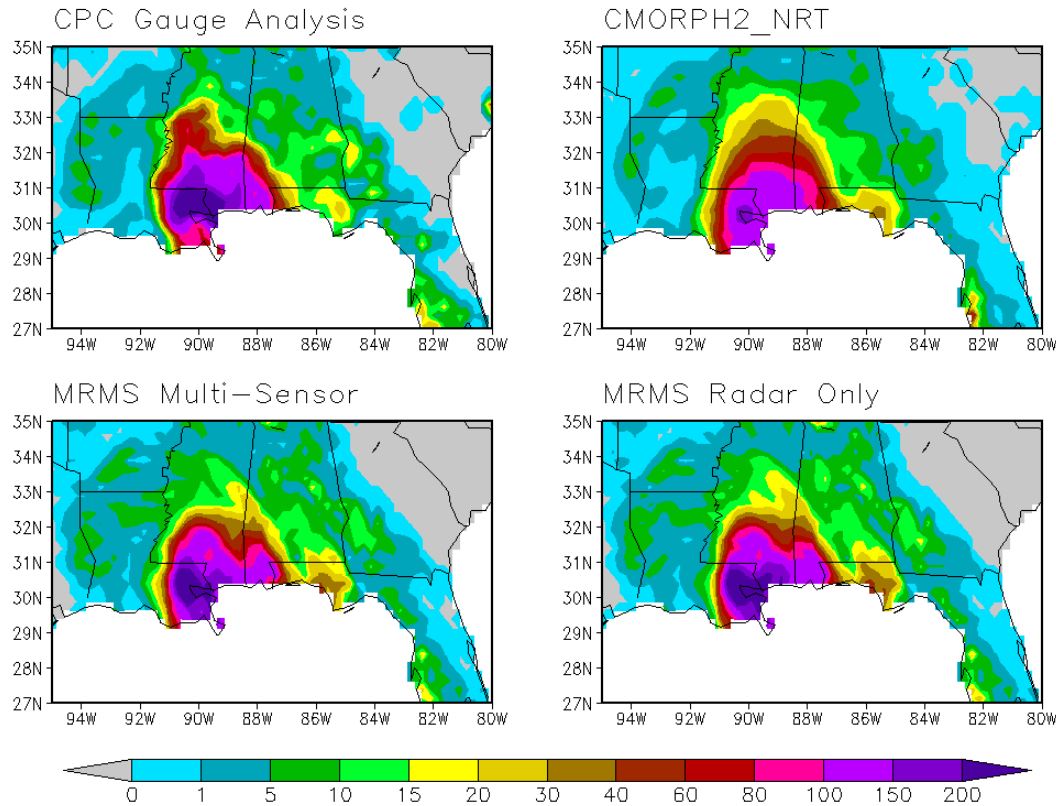 CPC Gauge Analysis
CMORPH2_NRT
35N
34N
33N
32N
31N
30N
29N
28N
27N
94W 92W 90W 88W 86W 84W 82W 80W
35N
34N
33N
32N
31N
30N
29N
28N
27N
94W 92W 90W 88W 86W 84W 82W 80W
MRMS Multi-Sensor
MRMS Radar Only
35N
34N
33N
32N
31N
30N
29N
28N
27N
94W 92W 90W 88W 86W 84W 82W 80W
35N
34N
33N
32N
31N
30N
29N
28N
27N
94W 92W 90W 88W 86W 84W 82W 80W
0 1 5 10 15 20 30 40 60 80 100 150 200